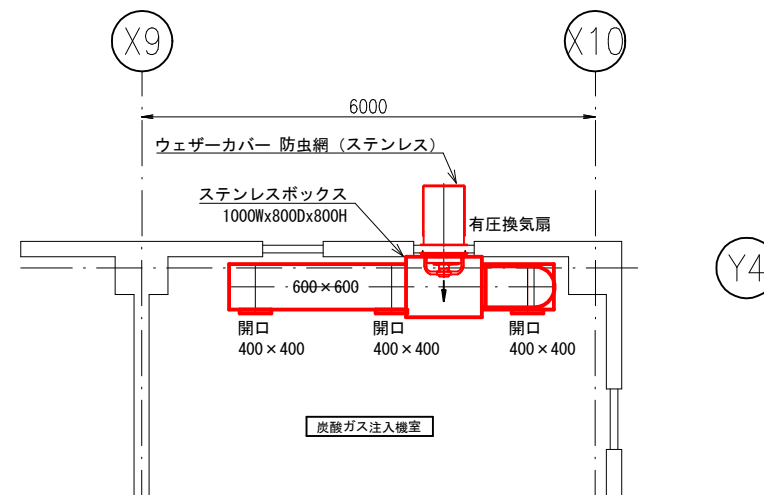 X9
X10
6000
ウェザーカバー 防虫網（ステンレス）
ステンレスボックス
1000Wx800Dx800H
有圧換気扇
Y4
600×600
開口
400×400
開口
400×400
開口
400×400
炭酸ガス注入機室